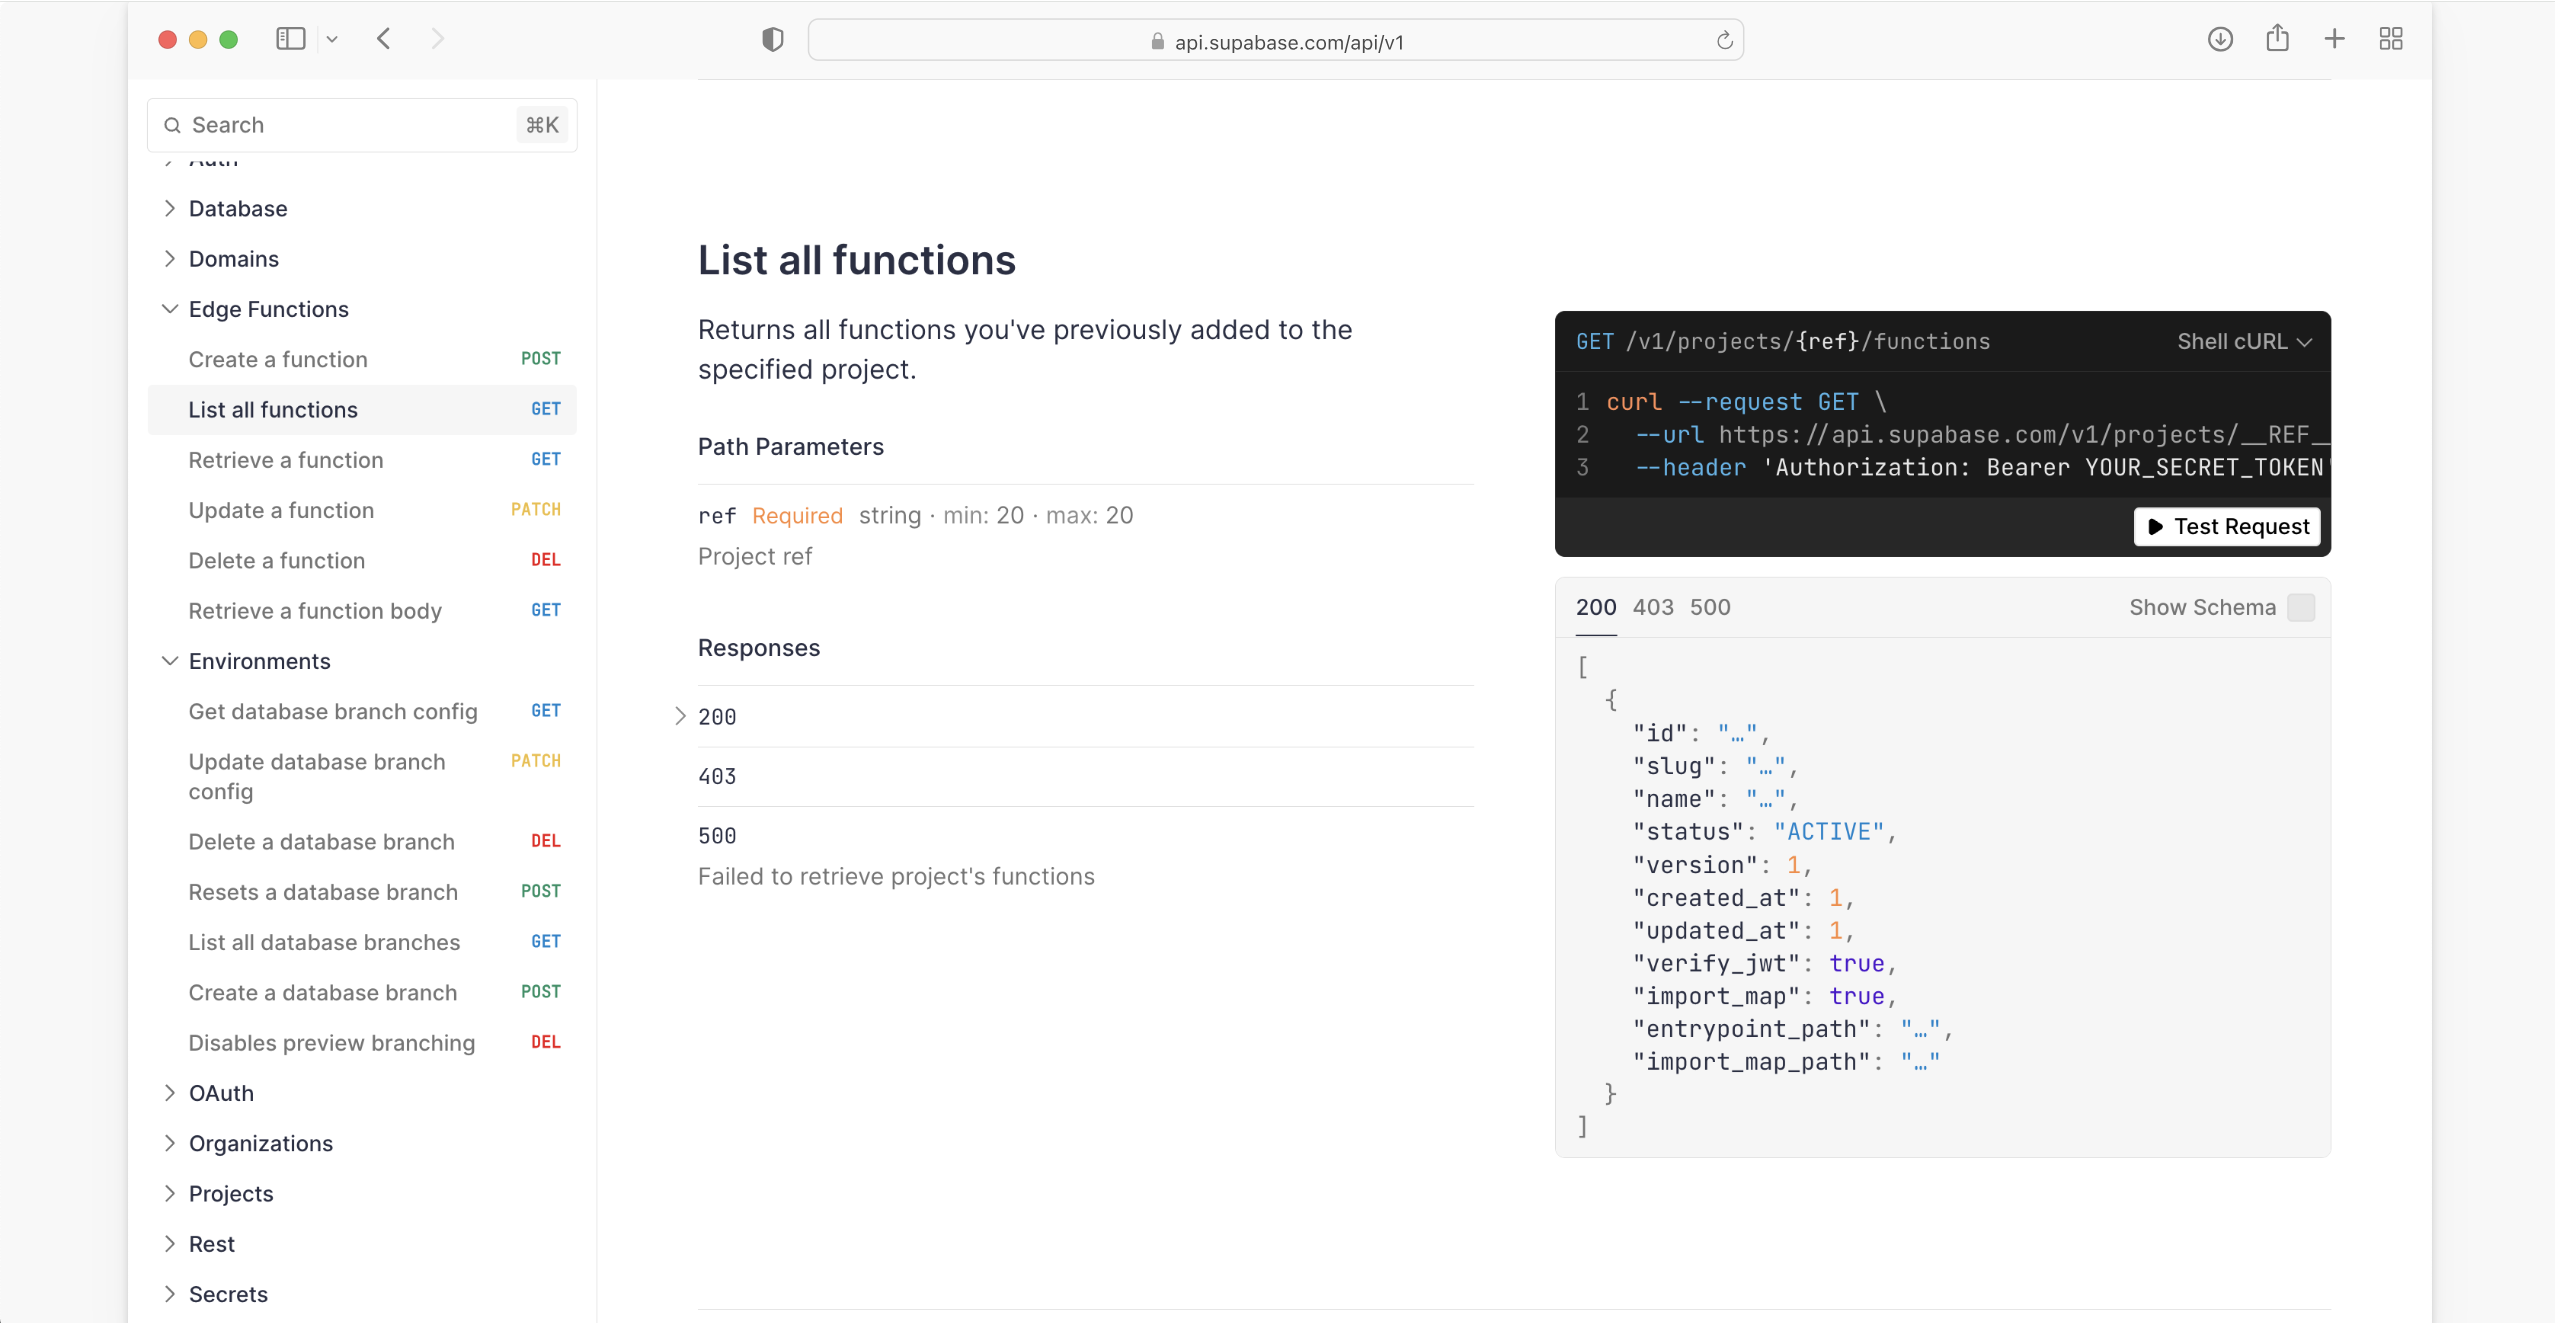 api.supabase.com/api/v1
Search
⌘K
Auth
Database
Domains
Edge Functions
Create a function POST
List all functions GET
Retrieve a function GET
Update a function PATCH
Delete a function DEL
Retrieve a function body GET
Environments
Get database branch config GET
Update database branch PATCH
config
Delete a database branch DEL
Resets a database branch POST
List all database branches GET
Create a database branch POST
Disables preview branching DEL
OAuth
Organizations
Projects
Rest
Secrets
List all functions
Returns all functions you've previously added to the
specified project.
Path Parameters
ref Required string · min: 20 · max: 20
Project ref
Responses
200
403
500
Failed to retrieve project's functions
GET /v1/projects/{ref}/functions Shell cURL
1 curl --request GET \
2 --url https://api.supabase.com/v1/projects/__REF__
3 --header 'Authorization: Bearer YOUR_SECRET_TOKEN'
Test Request
200 403 500 Show Schema
[
{
"id": "…",
"slug": "…",
"name": "…",
"status": "ACTIVE",
"version": 1,
"created_at": 1,
"updated_at": 1,
"verify_jwt": true,
"import_map": true,
"entrypoint_path": "…",
"import_map_path": "…"
}
]